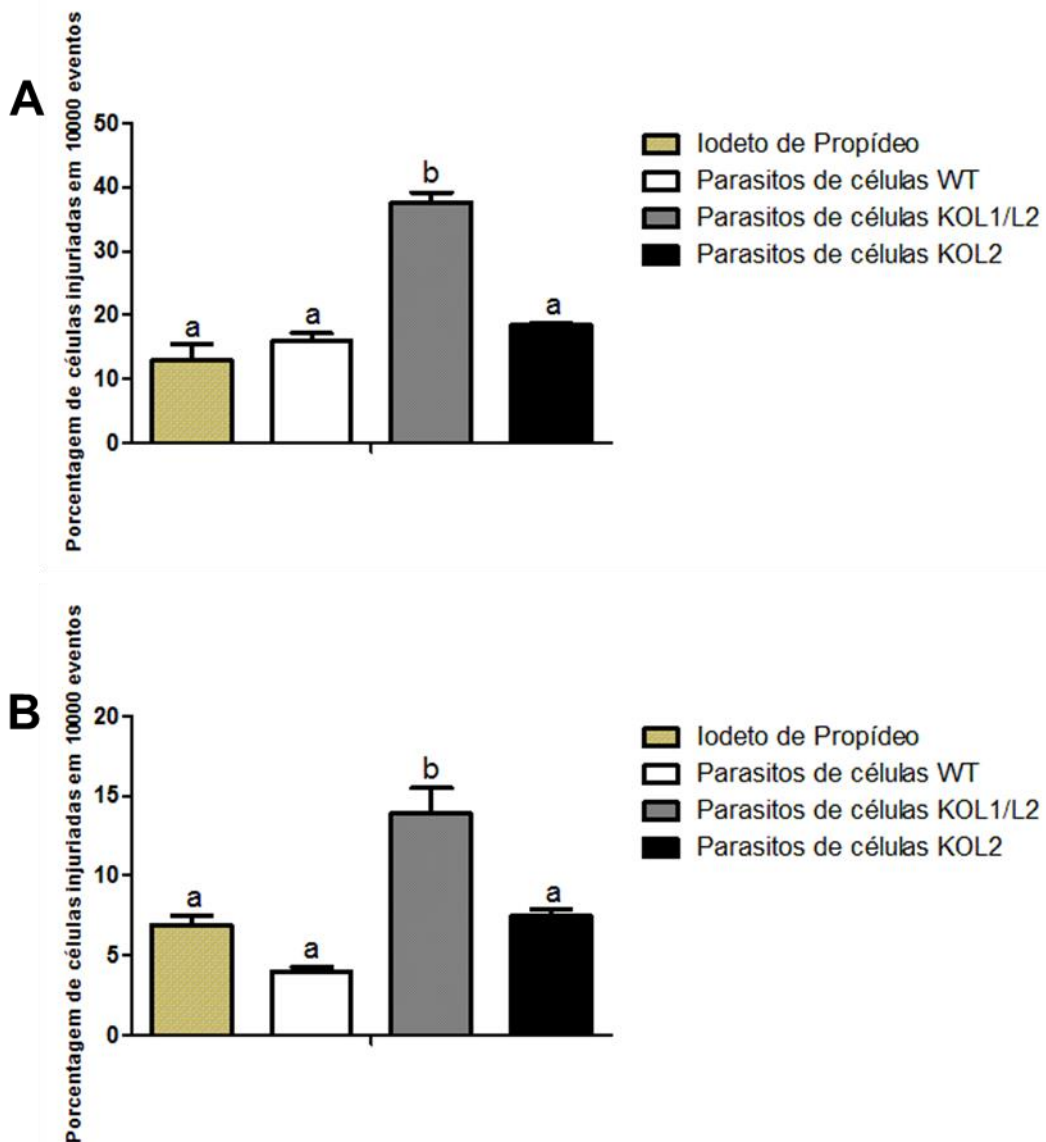 A
Porcentagem de células injuriadas em 10000 eventos
50
40
30
20
10
0
a
a
b
a
Iodeto de Propídeo
Parasitos de células WT
Parasitos de células KOL1/L2
Parasitos de células KOL2
B
Porcentagem de células injuriadas em 10000 eventos
20
15
10
5
0
a
a
b
a
Iodeto de Propídeo
Parasitos de células WT
Parasitos de células KOL1/L2
Parasitos de células KOL2